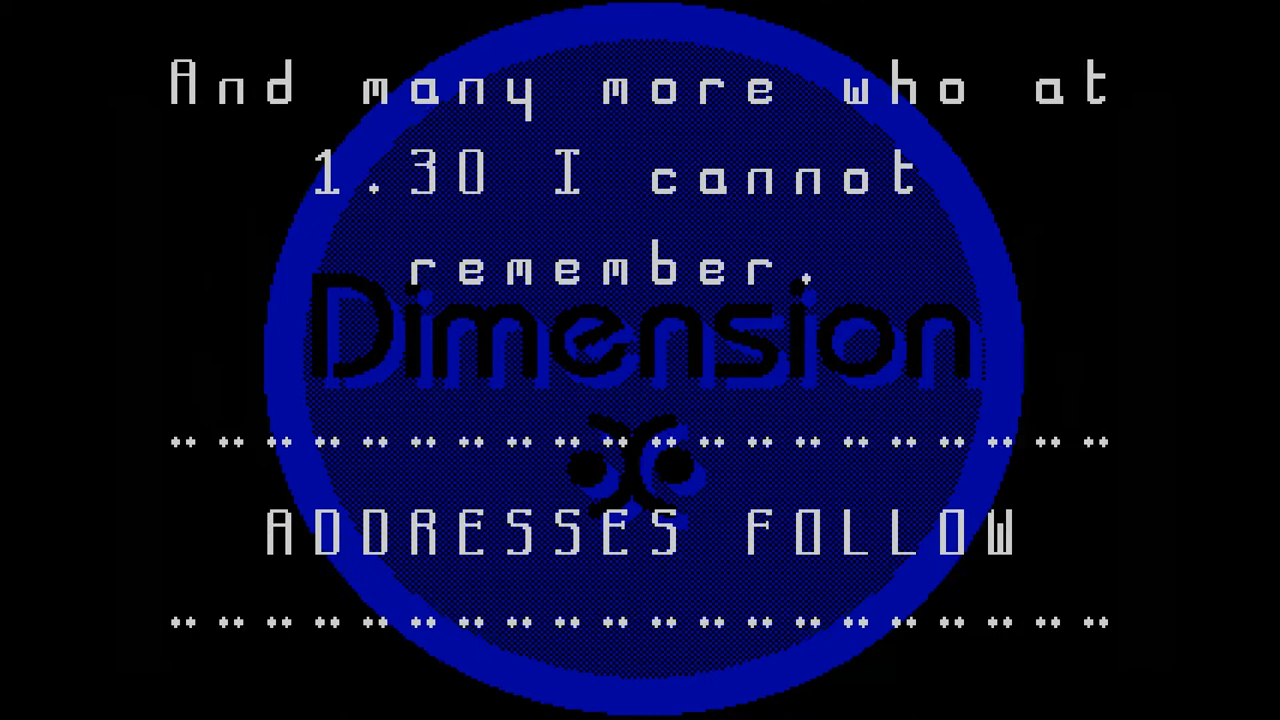 And many more who at
1.30 I cannot
remember.
Dimension
ADDRESSES FOLLOW